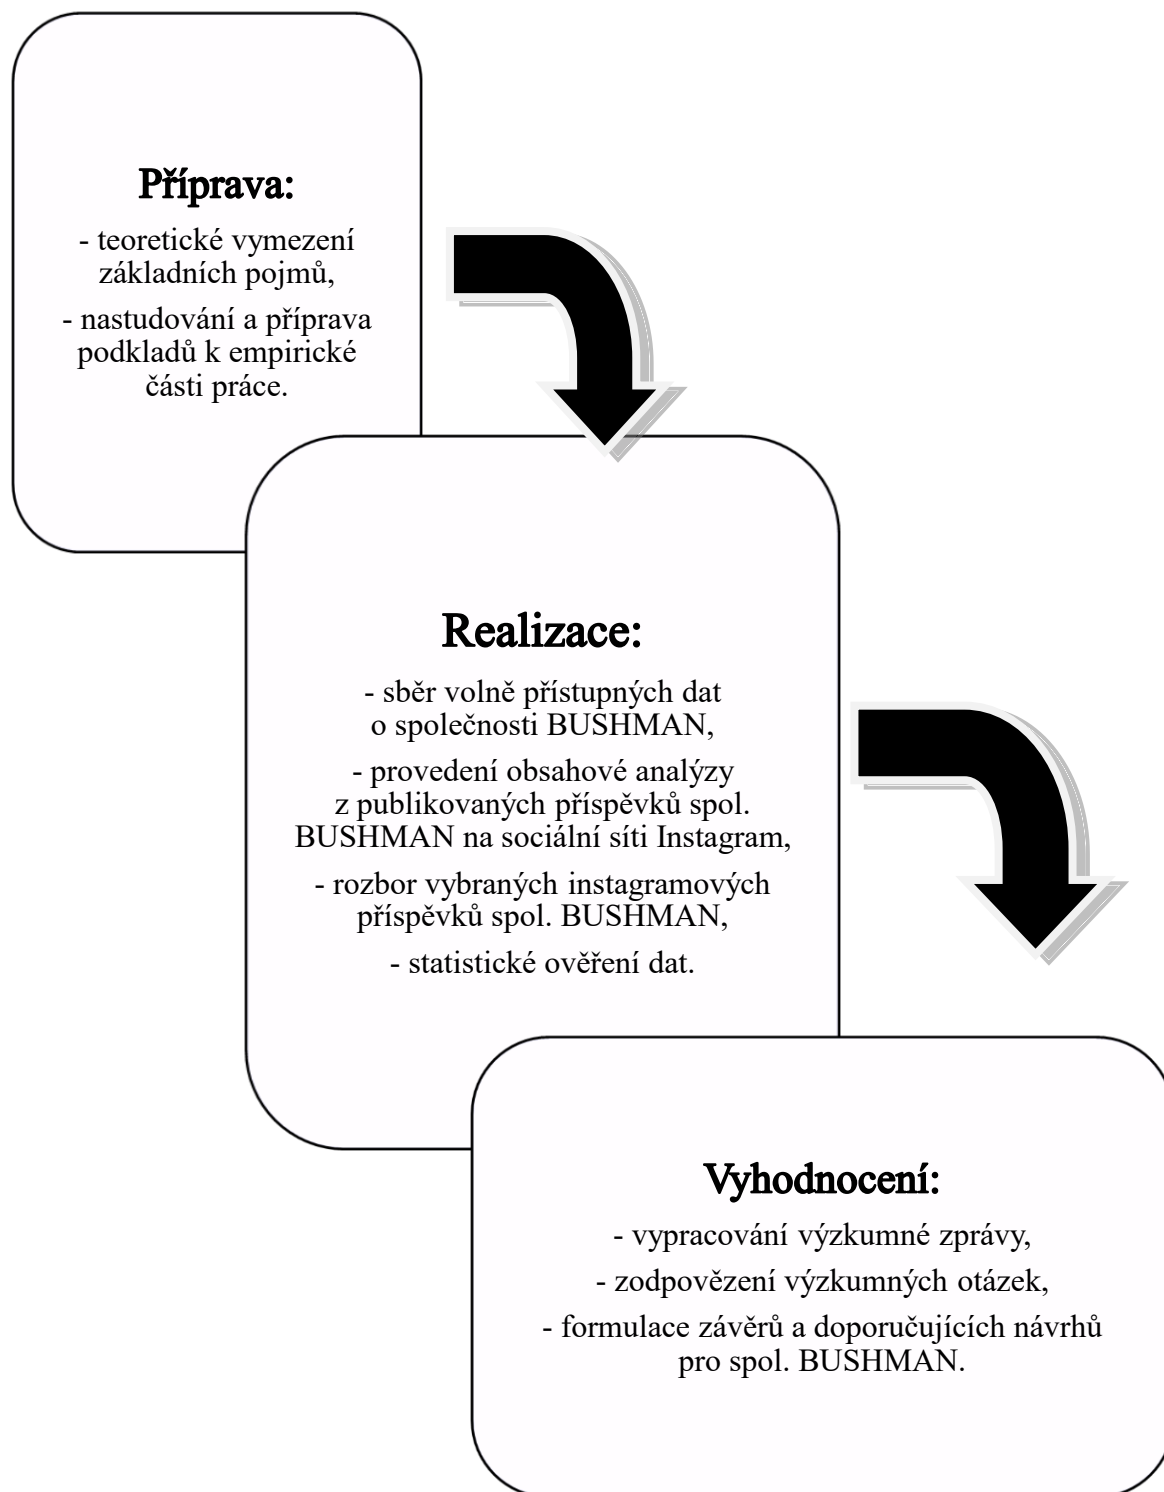 Příprava:
- teoretické vymezení
základních pojmů,
- nastudování a příprava
podkladů k empirické
části práce.
Realizace:
- sběr volně přístupných dat
o společnosti BUSHMAN,
- provedení obsahové analýzy
z publikovaných příspěvků spol.
BUSHMAN na sociální síti Instagram,
- rozbor vybraných instagramových
příspěvků spol. BUSHMAN,
- statistické ověření dat.
Vyhodnocení:
- vypracování výzkumné zprávy,
- zodpovězení výzkumných otázek,
- formulace závěrů a doporučujících návrhů
pro spol. BUSHMAN.